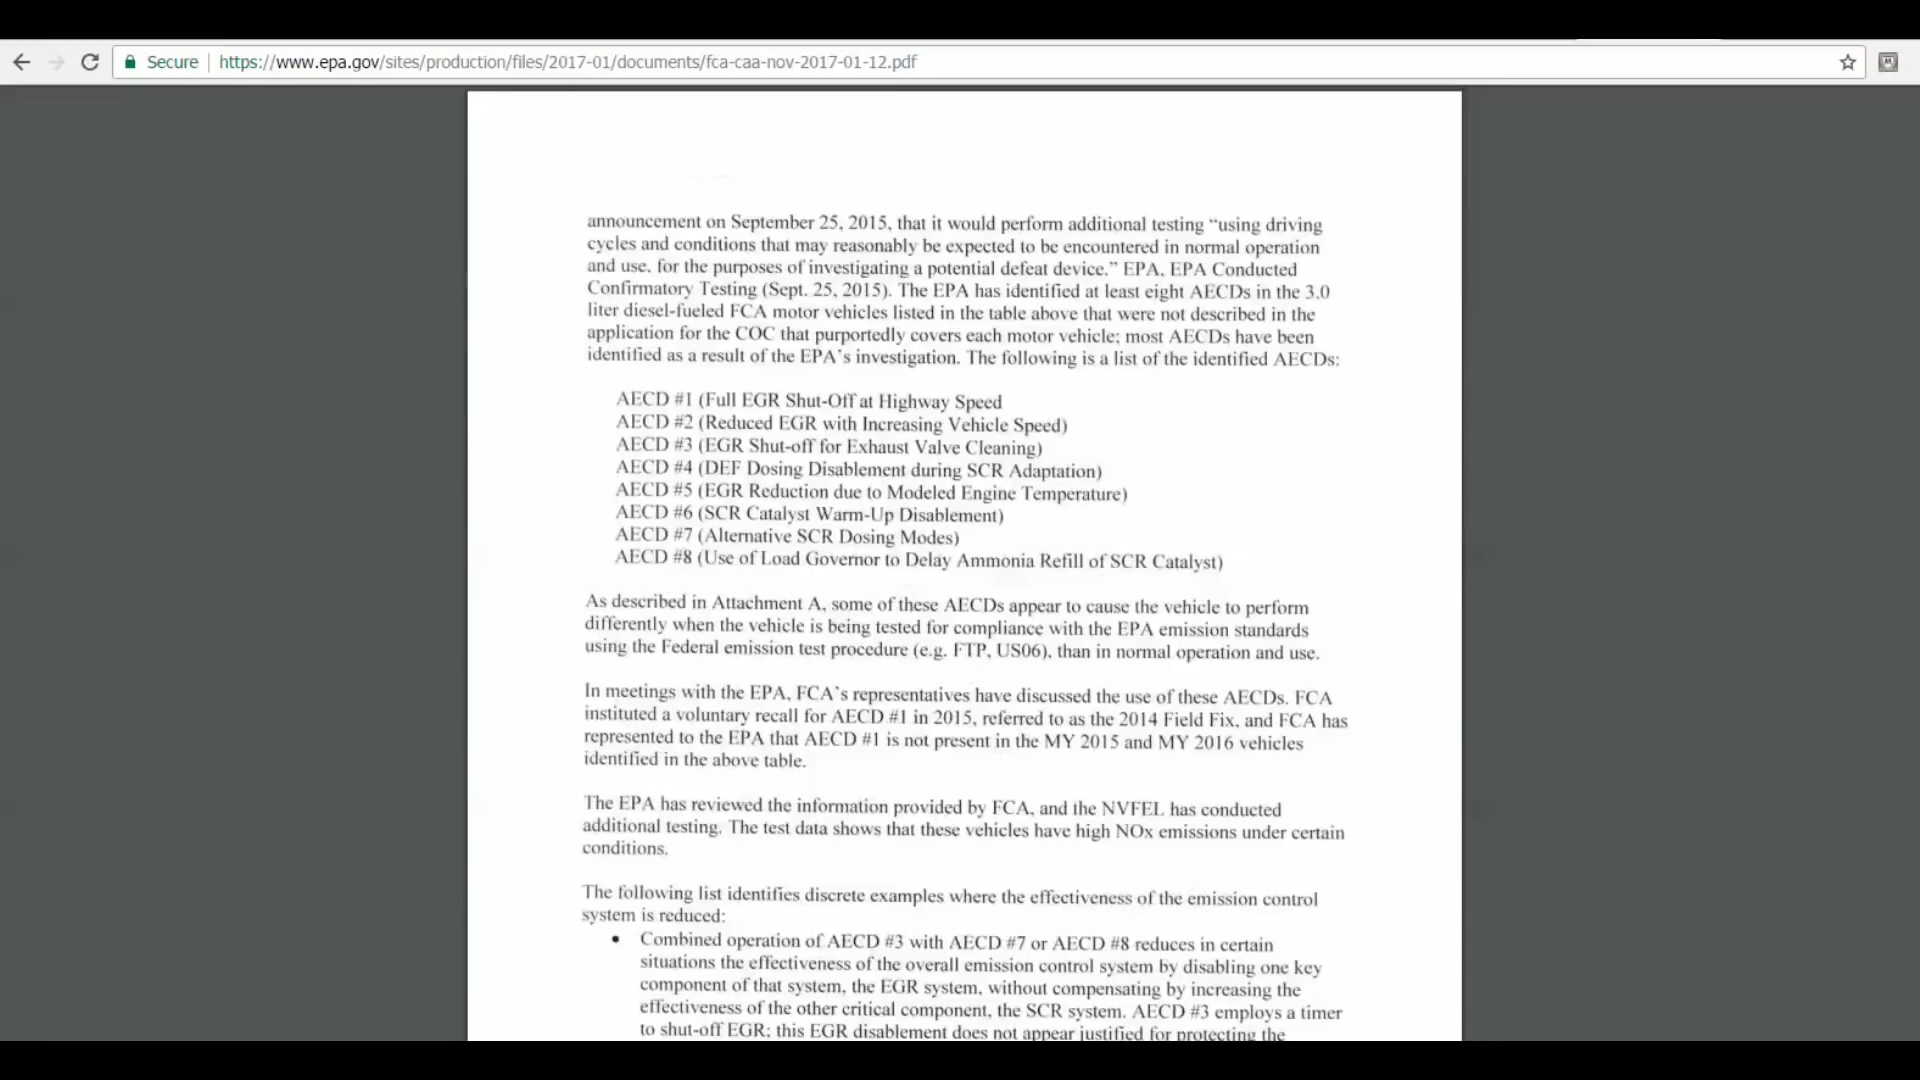 Secure | https://www.epa.gov/sites/production/files/2017-01/documents/fca-caa-nov-2017-01-12.pdf
announcement on September 25, 2015, that it would perform additional testing “using driving
cycles and conditions that may reasonably be expected to be encountered in normal operation
and use, for the purposes of investigating a potential defeat device.” EPA, EPA Conducted
Confirmatory Testing (Sept. 25, 2015). The EPA has identified at least eight AECDs in the 3.0
liter diesel-fueled FCA motor vehicles listed in the table above that were not described in the
application for the COC that purportedly covers each motor vehicle; most AECDs have been
identified as a result of the EPA’s investigation. The following is a list of the identified AECDs:
AECD #1 (Full EGR Shut-Off at Highway Speed
AECD #2 (Reduced EGR with Increasing Vehicle Speed)
AECD #3 (EGR Shut-off for Exhaust Valve Cleaning)
AECD #4 (DEF Dosing Disablement during SCR Adaptation)
AECD #5 (EGR Reduction due to Modeled Engine Temperature)
AECD #6 (SCR Catalyst Warm-Up Disablement)
AECD #7 (Alternative SCR Dosing Modes)
AECD #8 (Use of Load Governor to Delay Ammonia Refill of SCR Catalyst)
As described in Attachment A, some of these AECDs appear to cause the vehicle to perform
differently when the vehicle is being tested for compliance with the EPA emission standards
using the Federal emission test procedure (e.g. FTP, US06), than in normal operation and use.
In meetings with the EPA, FCA’s representatives have discussed the use of these AECDs. FCA
instituted a voluntary recall for AECD #1 in 2015, referred to as the 2014 Field Fix, and FCA has
represented to the EPA that AECD #1 is not present in the MY 2015 and MY 2016 vehicles
identified in the above table.
The EPA has reviewed the information provided by FCA, and the NVFEL has conducted
additional testing. The test data shows that these vehicles have high NOx emissions under certain
conditions.
The following list identifies discrete examples where the effectiveness of the emission control
system is reduced:
• Combined operation of AECD #3 with AECD #7 or AECD #8 reduces in certain
situations the effectiveness of the overall emission control system by disabling one key
component of that system, the EGR system, without compensating by increasing the
effectiveness of the other critical component, the SCR system. AECD #3 employs a timer
to shut-off EGR; this EGR disablement does not appear justified for protecting the